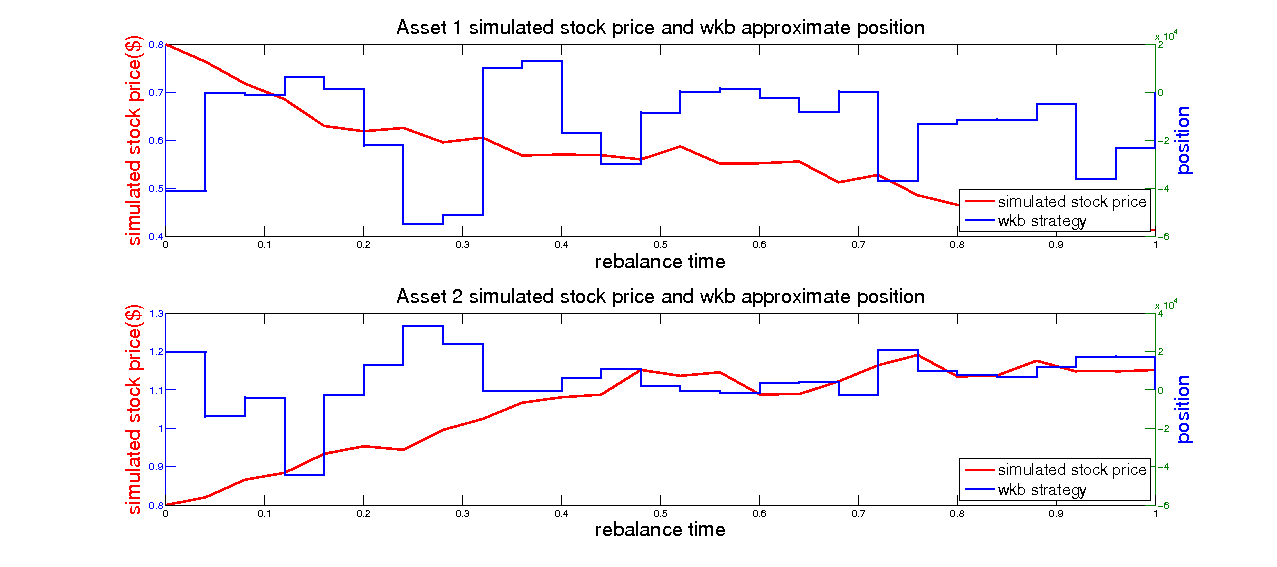 Asset 1 simulated stock price and wkb approximate position
x 10^4
simulated stock price($)
0.8
0.7
0.6
0.5
0.4
2
0
-2
-4
-6
position
simulated stock price
wkb strategy
0 0.1 0.2 0.3 0.4 0.5 0.6 0.7 0.8 0.9 1
rebalance time
Asset 2 simulated stock price and wkb approximate position
x 10^4
simulated stock price($)
1.3
1.2
1.1
1
0.9
0.8
4
2
0
-2
-4
-6
position
simulated stock price
wkb strategy
0 0.1 0.2 0.3 0.4 0.5 0.6 0.7 0.8 0.9 1
rebalance time